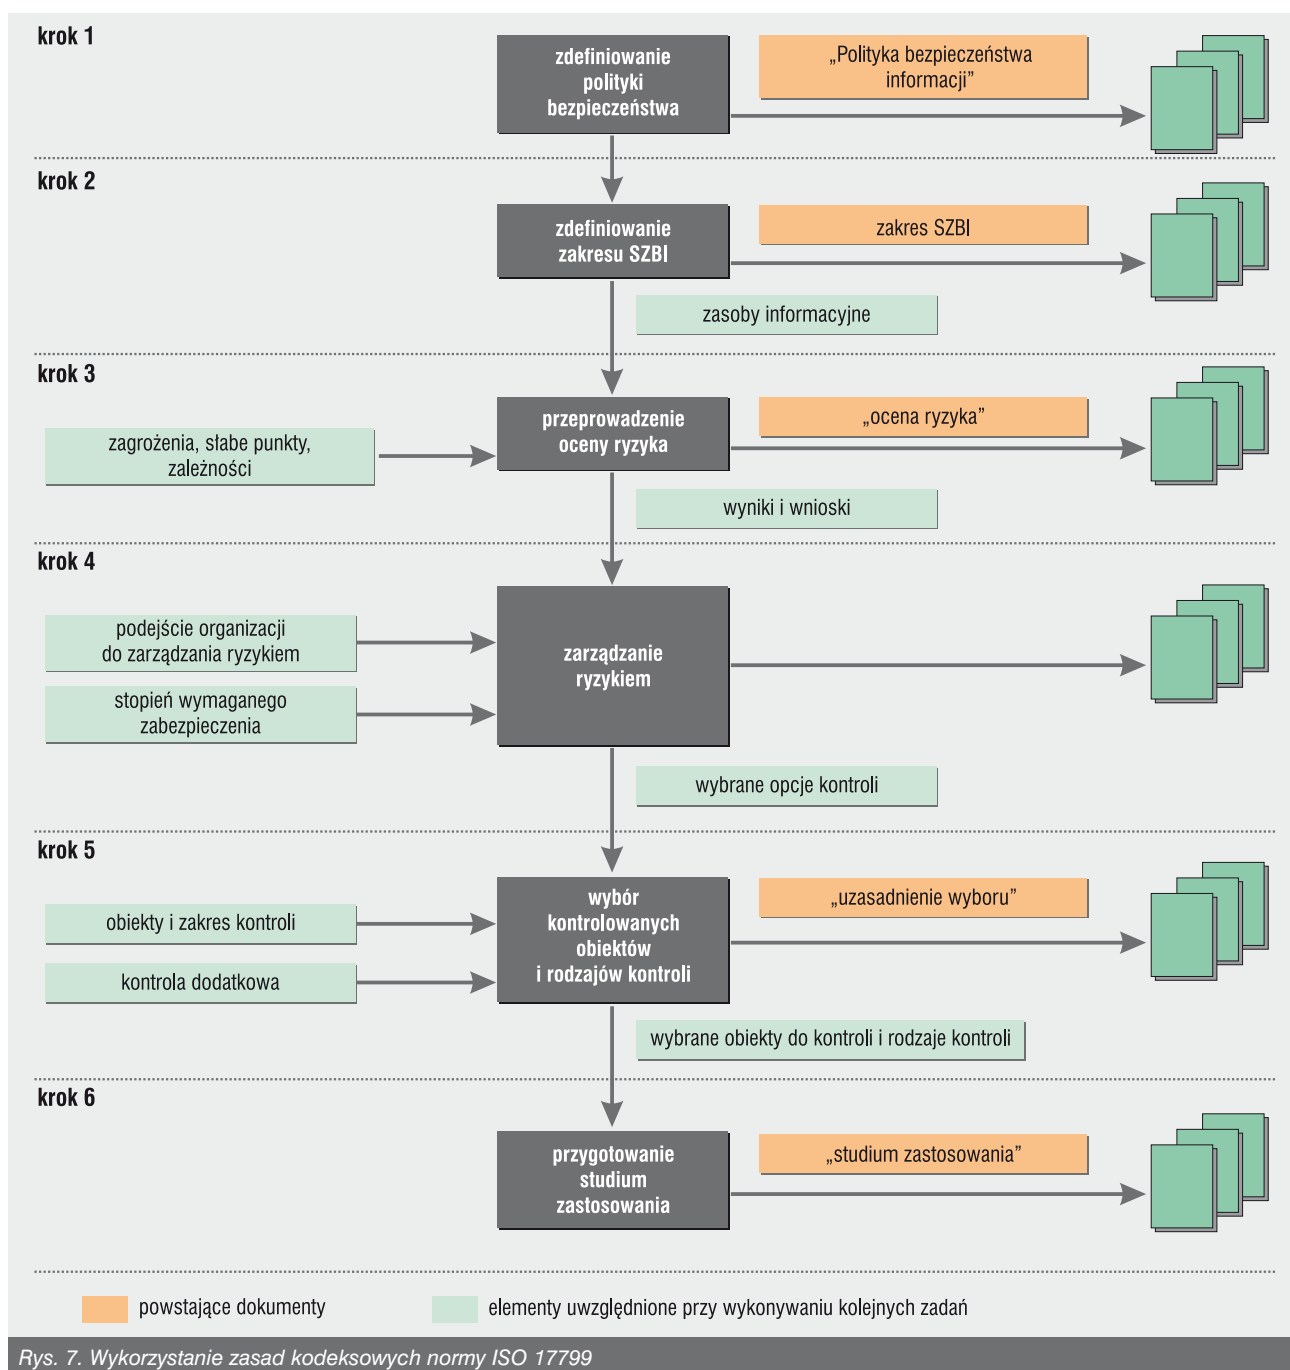 krok 1
zdefiniowanie
polityki
bezpieczeństwa
„Polityka bezpieczeństwa
informacji”
krok 2
zdefiniowanie
zakresu SZBI
zakres SZBI
zasoby informacyjne
krok 3
zagrożenia, słabe punkty,
zależności
przeprowadzenie
oceny ryzyka
„ocena ryzyka”
wyniki i wnioski
krok 4
podejście organizacji
do zarządzania ryzykiem
stopień wymaganego
zabezpieczenia
zarządzanie
ryzykiem
wybrane opcje kontroli
krok 5
obiekty i zakres kontroli
kontrola dodatkowa
wybór
kontrolowanych
obiektów
i rodzajów kontroli
„uzasadnienie wyboru”
wybrane obiekty do kontroli i rodzaje kontroli
krok 6
przygotowanie
studium
zastosowania
„studium zastosowania”
powstające dokumenty
elementy uwzględnione przy wykonywaniu kolejnych zadań
Rys. 7. Wykorzystanie zasad kodeksowych normy ISO 17799